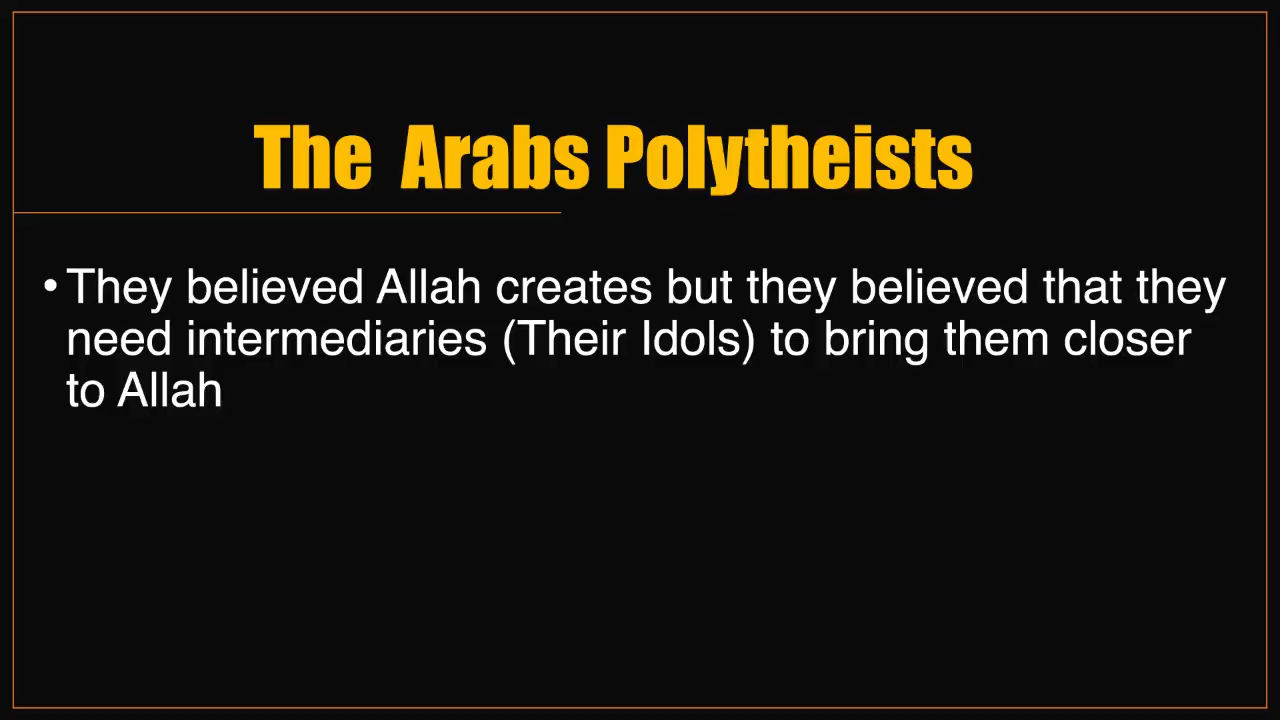 The  Arabs Polytheists
• They believed Allah creates but they believed that they
need intermediaries (Their Idols) to bring them closer
to Allah